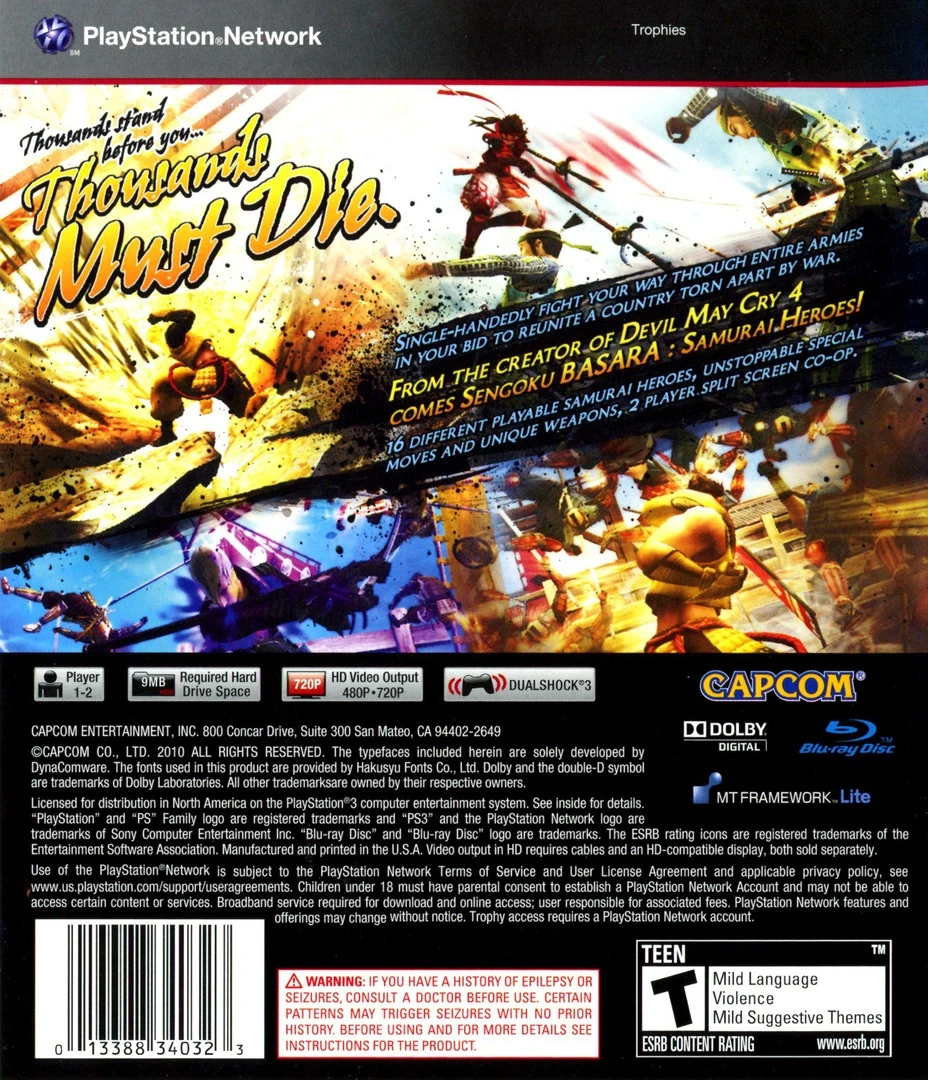 PlayStation®Network
SM
Trophies
Thousands stand
before you...
Thousands
Must Die.
SINGLE-HANDEDLY FIGHT YOUR WAY THROUGH ENTIRE ARMIES
IN YOUR BID TO REUNITE A COUNTRY TORN APART BY WAR.
FROM THE CREATOR OF DEVIL MAY CRY 4
COMES SENGOKU BASARA : SAMURAI HEROES!
16 DIFFERENT PLAYABLE SAMURAI HEROES, UNSTOPPABLE SPECIAL
MOVES AND UNIQUE WEAPONS, 2 PLAYER SPLIT SCREEN CO-OP.
Player
1-2
9MB
HDD
Required Hard
Drive Space
720P
HD Video Output
480P•720P
DUALSHOCK®3
CAPCOM®
DOLBY
DIGITAL
Blu-ray Disc™
MT FRAMEWORK™ Lite
CAPCOM ENTERTAINMENT, INC. 800 Concar Drive, Suite 300 San Mateo, CA 94402-2649
©CAPCOM CO., LTD. 2010 ALL RIGHTS RESERVED. The typefaces included herein are solely developed by
DynaComware. The fonts used in this product are provided by Hakusyu Fonts Co., Ltd. Dolby and the double-D symbol
are trademarks of Dolby Laboratories. All other trademarksare owned by their respective owners.
Licensed for distribution in North America on the PlayStation®3 computer entertainment system. See inside for details.
“PlayStation” and “PS” Family logo are registered trademarks and “PS3” and the PlayStation Network logo are
trademarks of Sony Computer Entertainment Inc. “Blu-ray Disc” and “Blu-ray Disc” logo are trademarks. The ESRB rating icons are registered trademarks of the
Entertainment Software Association. Manufactured and printed in the U.S.A. Video output in HD requires cables and an HD-compatible display, both sold separately.
Use of the PlayStation®Network is subject to the PlayStation Network Terms of Service and User License Agreement and applicable privacy policy, see
www.us.playstation.com/support/useragreements. Children under 18 must have parental consent to establish a PlayStation Network Account and may not be able to
access certain content or services. Broadband service required for download and online access; user responsible for associated fees. PlayStation Network features and
offerings may change without notice. Trophy access requires a PlayStation Network account.
0 13388 34032 3
WARNING: IF YOU HAVE A HISTORY OF EPILEPSY OR
SEIZURES, CONSULT A DOCTOR BEFORE USE. CERTAIN
PATTERNS MAY TRIGGER SEIZURES WITH NO PRIOR
HISTORY. BEFORE USING AND FOR MORE DETAILS SEE
INSTRUCTIONS FOR THE PRODUCT.
TEEN ™
T
Mild Language
Violence
Mild Suggestive Themes
ESRB CONTENT RATING www.esrb.org